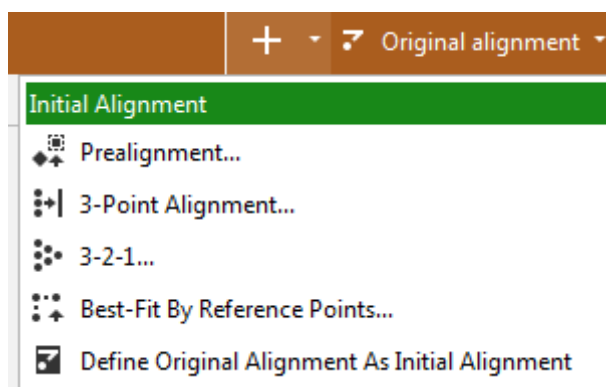 Original alignment
Initial Alignment
Prealignment...
3-Point Alignment...
3-2-1...
Best-Fit By Reference Points...
Define Original Alignment As Initial Alignment